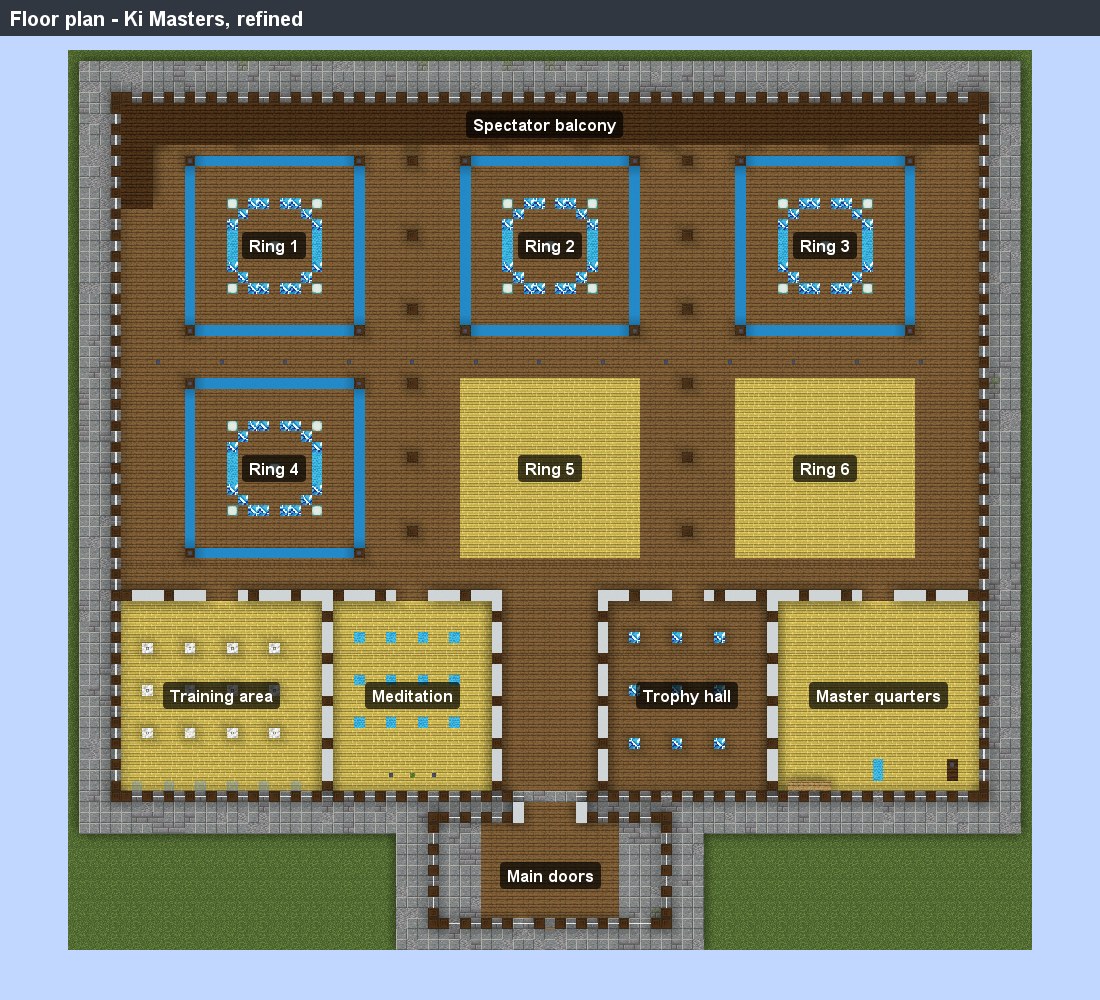 Floor plan - Ki Masters, refined
Spectator balcony
Ring 1
Ring 2
Ring 3
Ring 4
Ring 5
Ring 6
Training area
Meditation
Trophy hall
Master quarters
Main doors